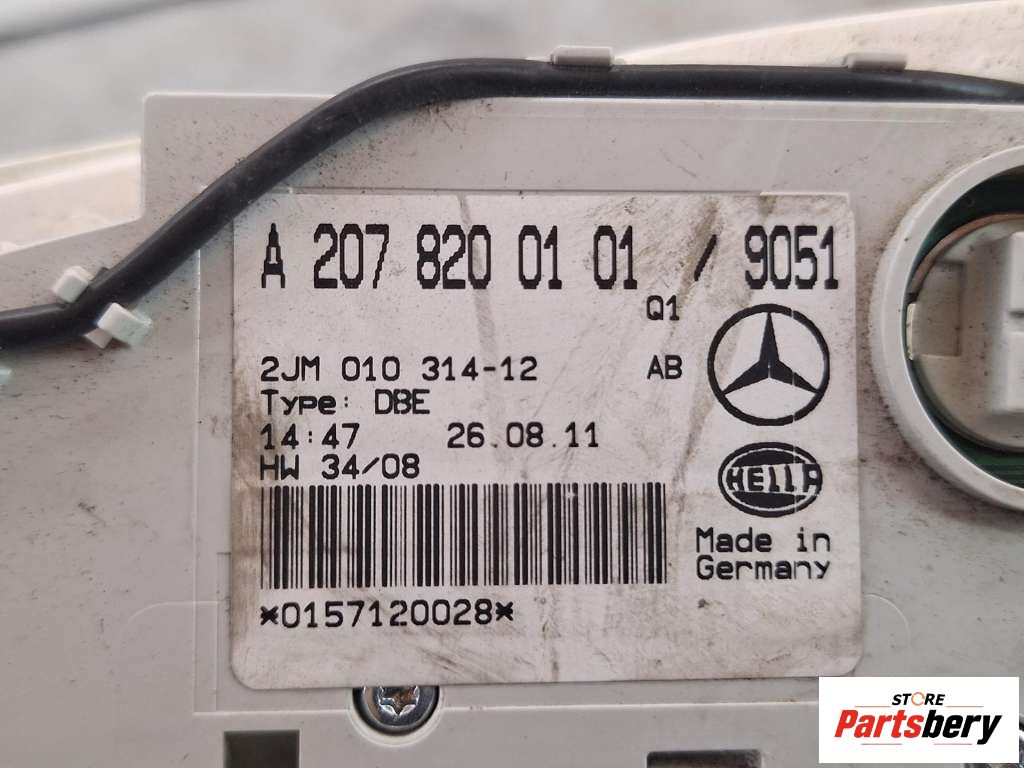 A 207 820 01 01 / 9051
Q1
2JM 010 314-12 AB
Type: DBE
14:47 26.08.11
HW 34/08
HELLA
Made in
Germany
*0157120028*
STORE
Partsbery